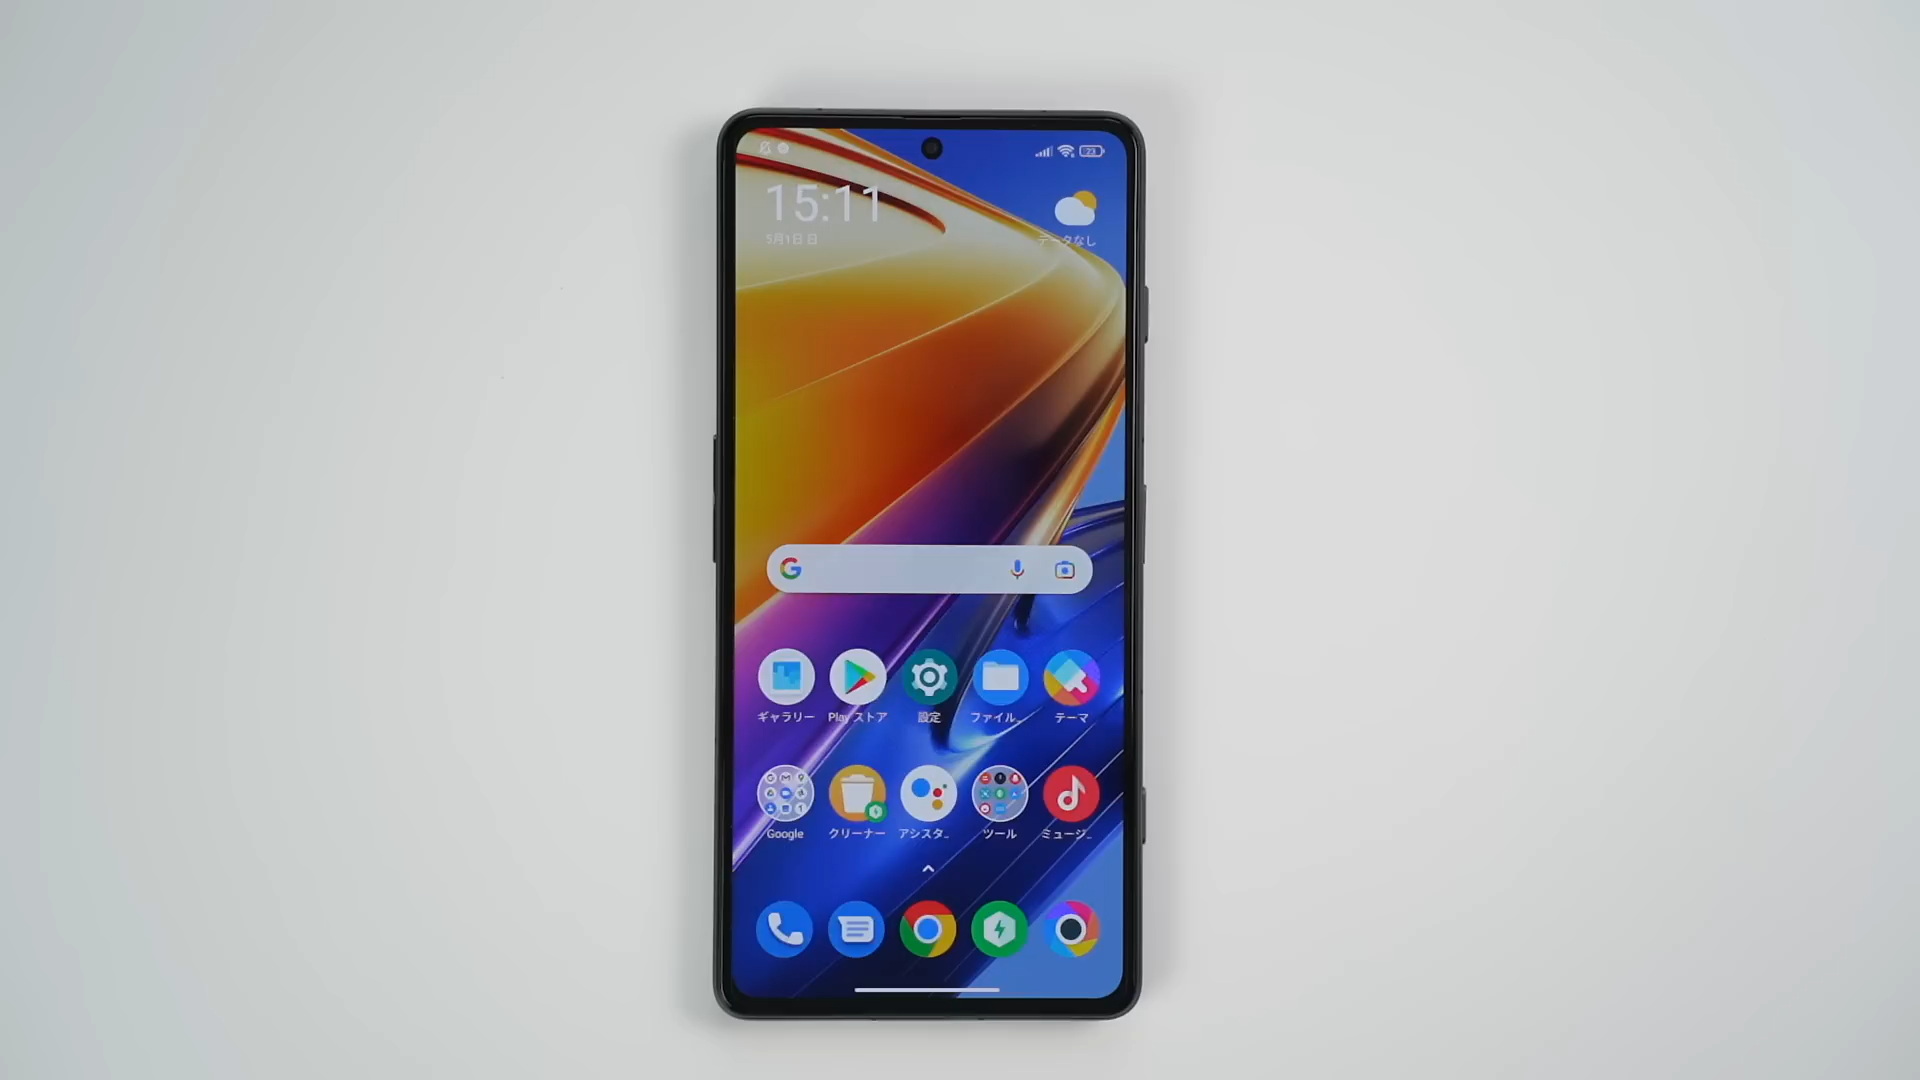 23
15:11
5月1日 日
データなし
G
ギャラリー
Play ストア
設定
ファイル...
テーマ
Google
クリーナー
アシスタ...
ツール
ミュージ...